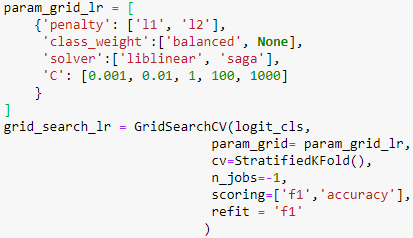 param_grid_lr = [
    {'penalty': ['l1', 'l2'],
     'class_weight':['balanced', None],
     'solver':['liblinear', 'saga'],
     'C': [0.001, 0.01, 1, 100, 1000]
    }
]
grid_search_lr = GridSearchCV(logit_cls,
                              param_grid= param_grid_lr,
                              cv=StratifiedKFold(),
                              n_jobs=-1,
                              scoring=['f1','accuracy'],
                              refit = 'f1'
                             )